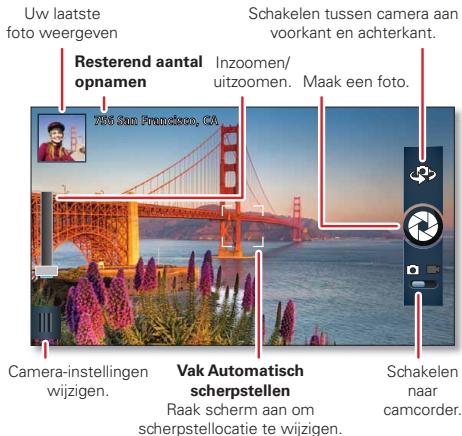 Uw laatste
foto weergeven
Schakelen tussen camera aan
voorkant en achterkant.
Resterend aantal
opnamen
Inzoomen/
uitzoomen.
Maak een foto.
756 San Francisco, CA
Camera-instellingen
wijzigen.
Vak Automatisch
scherpstellen
Raak scherm aan om
scherpstellocatie te wijzigen.
Schakelen
naar
camcorder.